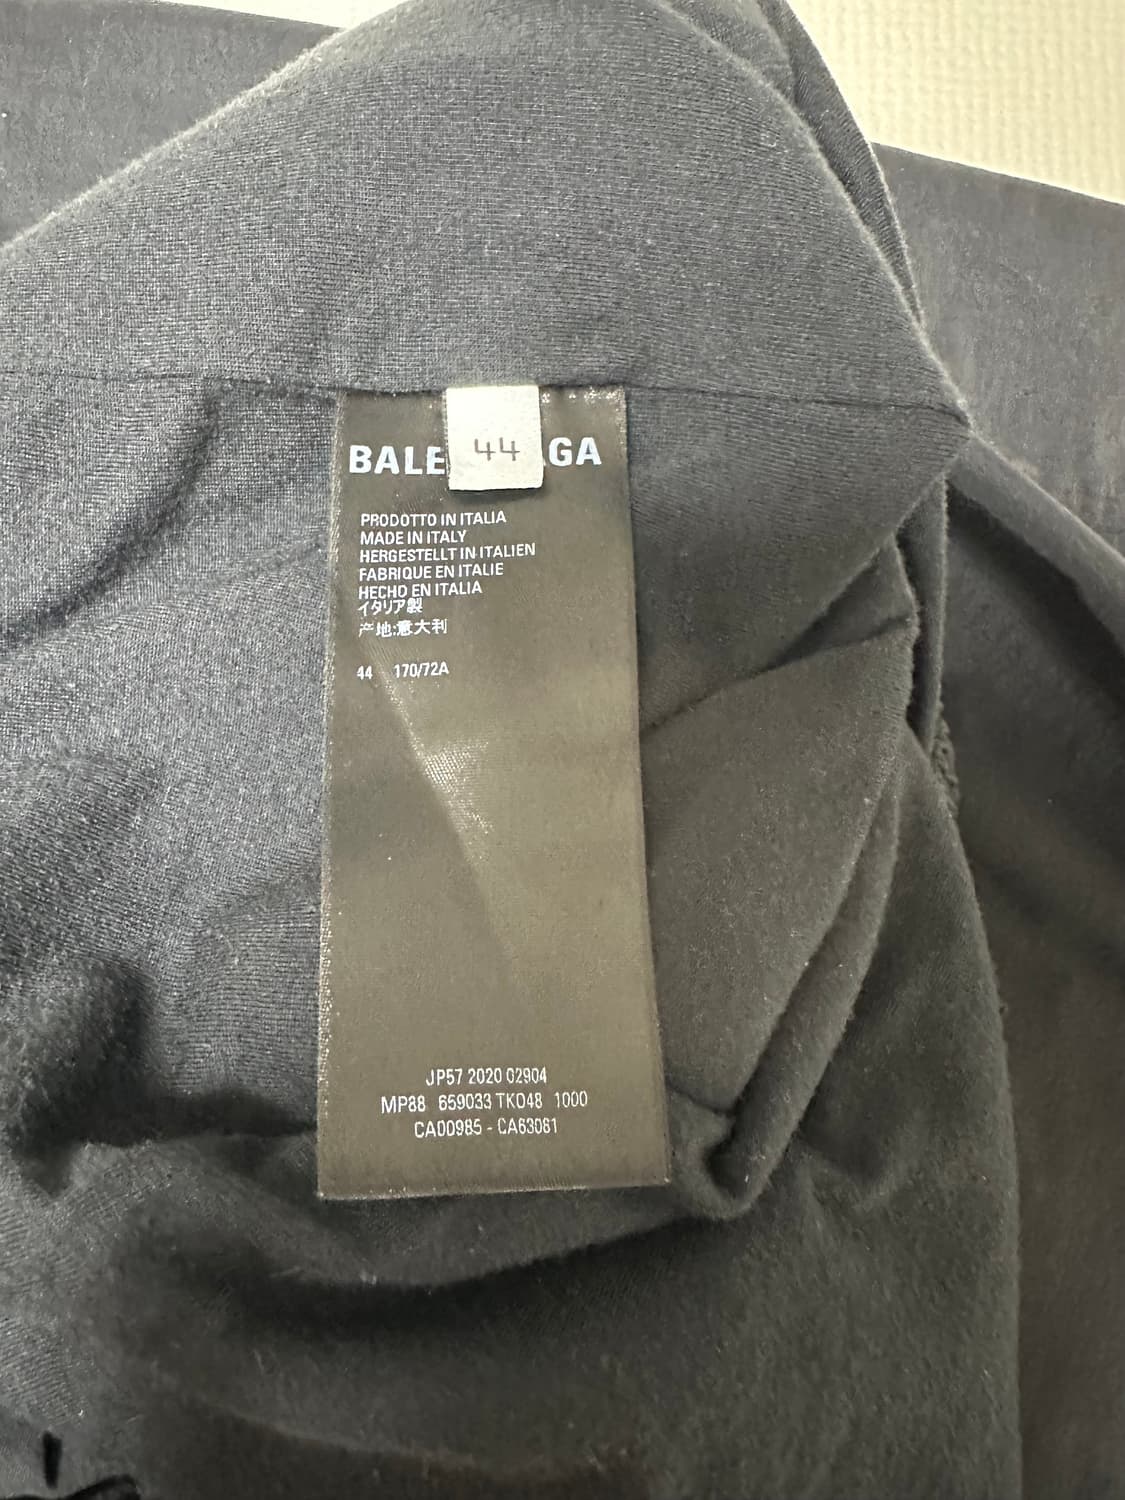 BALE 44 AGA
PRODOTTO IN ITALIA
MADE IN ITALY
HERGESTELLT IN ITALIEN
FABRIQUE EN ITALIE
HECHO EN ITALIA
イタリア製
产地:意大利
44 170/72A
JP57 2020 02904
MP88 659033 TKO48 1000
CA00985 - CA63081